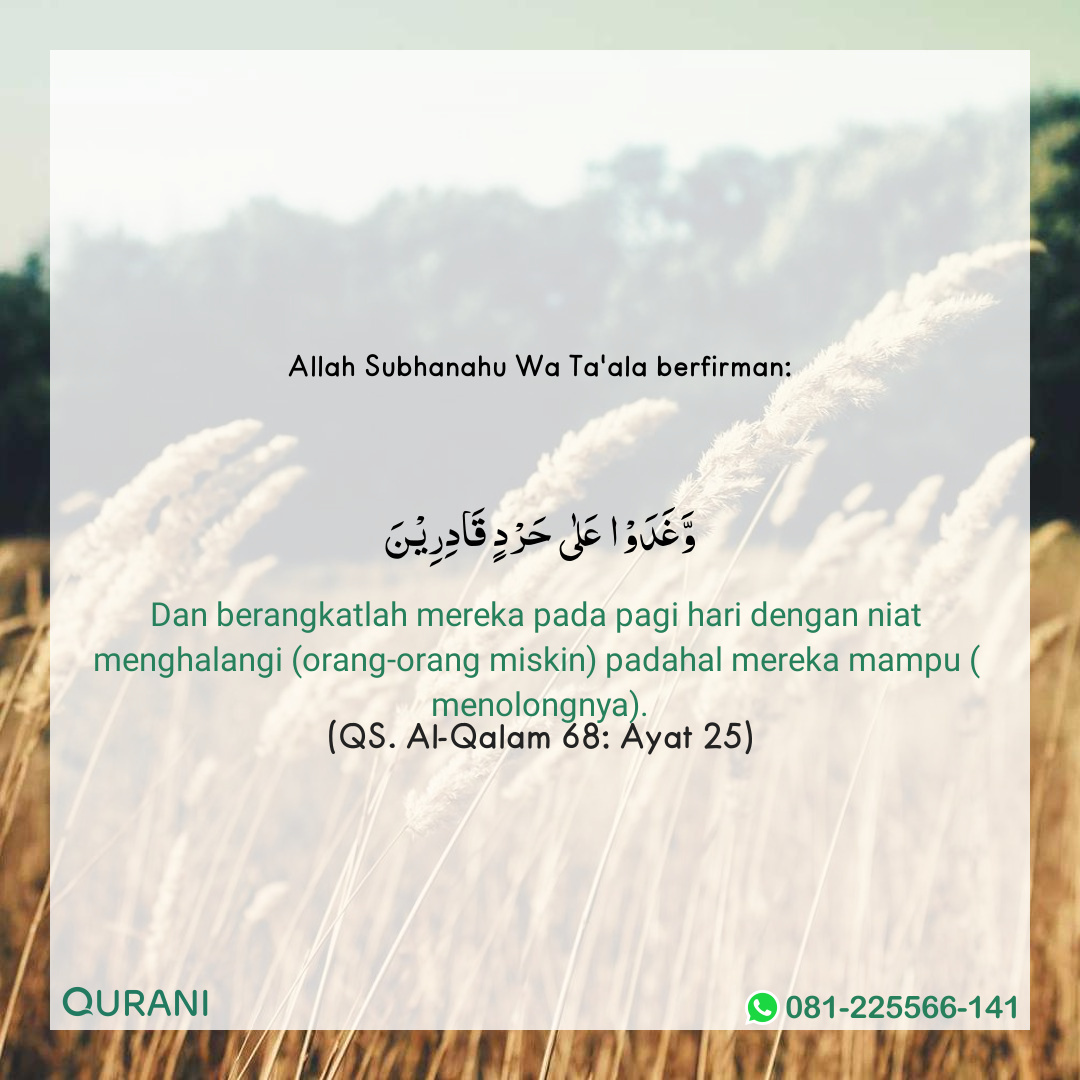 Allah Subhanahu Wa Ta'ala berfirman:
وَّغَدَوْا عَلٰى حَرْدٍ قَادِرِيْنَ
Dan berangkatlah mereka pada pagi hari dengan niat
menghalangi (orang-orang miskin) padahal mereka mampu (
menolongnya).
(QS. Al-Qalam 68: Ayat 25)
QURANI
081-225566-141